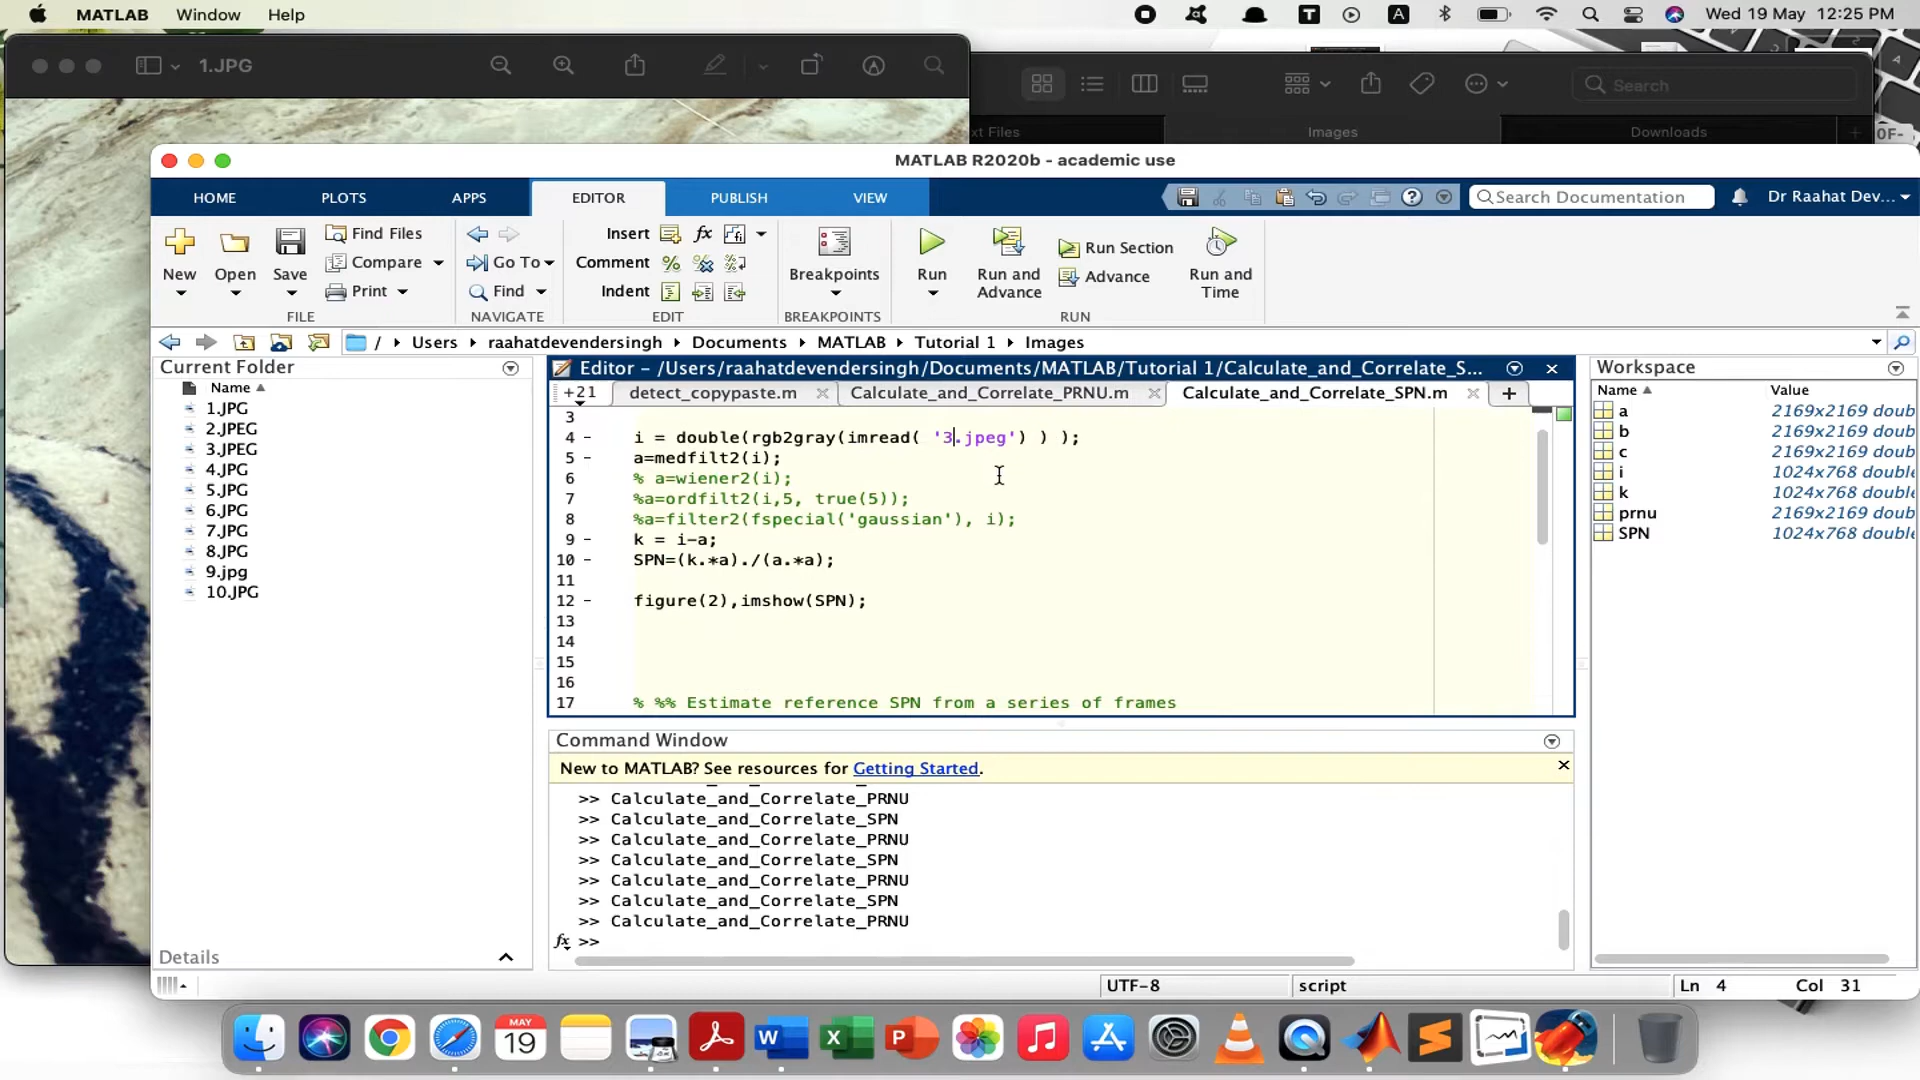 MATLAB Window Help Wed 19 May 12:25 PM
1.JPG
Search
xt Files Images Downloads
MATLAB R2020b - academic use
HOME PLOTS APPS EDITOR PUBLISH VIEW Search Documentation Dr Raahat Dev...
New Open Save Find Files Compare Print FILE
Go To Find NAVIGATE
Insert Comment Indent EDIT
Breakpoints BREAKPOINTS
Run Run and Advance Run Section Advance Run and Time RUN
/ Users raahatdevendersingh Documents MATLAB Tutorial 1 Images
Current Folder
Name
1.JPG
2.JPEG
3.JPEG
4.JPG
5.JPG
6.JPG
7.JPG
8.JPG
9.jpg
10.JPG
Details
Editor - /Users/raahatdevendersingh/Documents/MATLAB/Tutorial 1/Calculate_and_Correlate_S...
+21 detect_copypaste.m Calculate_and_Correlate_PRNU.m Calculate_and_Correlate_SPN.m +
3
4 - i = double(rgb2gray(imread( '3.jpeg') ) );
5 - a=medfilt2(i);
6 % a=wiener2(i);
7 %a=ordfilt2(i,5, true(5));
8 %a=filter2(fspecial('gaussian'), i);
9 - k = i-a;
10 - SPN=(k.*a)./(a.*a);
11
12 - figure(2),imshow(SPN);
13
14
15
16
17 % %% Estimate reference SPN from a series of frames
Command Window
New to MATLAB? See resources for Getting Started.
>> Calculate_and_Correlate_PRNU
>> Calculate_and_Correlate_SPN
>> Calculate_and_Correlate_PRNU
>> Calculate_and_Correlate_SPN
>> Calculate_and_Correlate_PRNU
>> Calculate_and_Correlate_SPN
>> Calculate_and_Correlate_PRNU
fx >>
Workspace
Name Value
a 2169x2169 doub
b 2169x2169 doub
c 2169x2169 doub
i 1024x768 double
k 1024x768 double
prnu 2169x2169 doub
SPN 1024x768 double
UTF-8 script Ln 4 Col 31
MAY
19